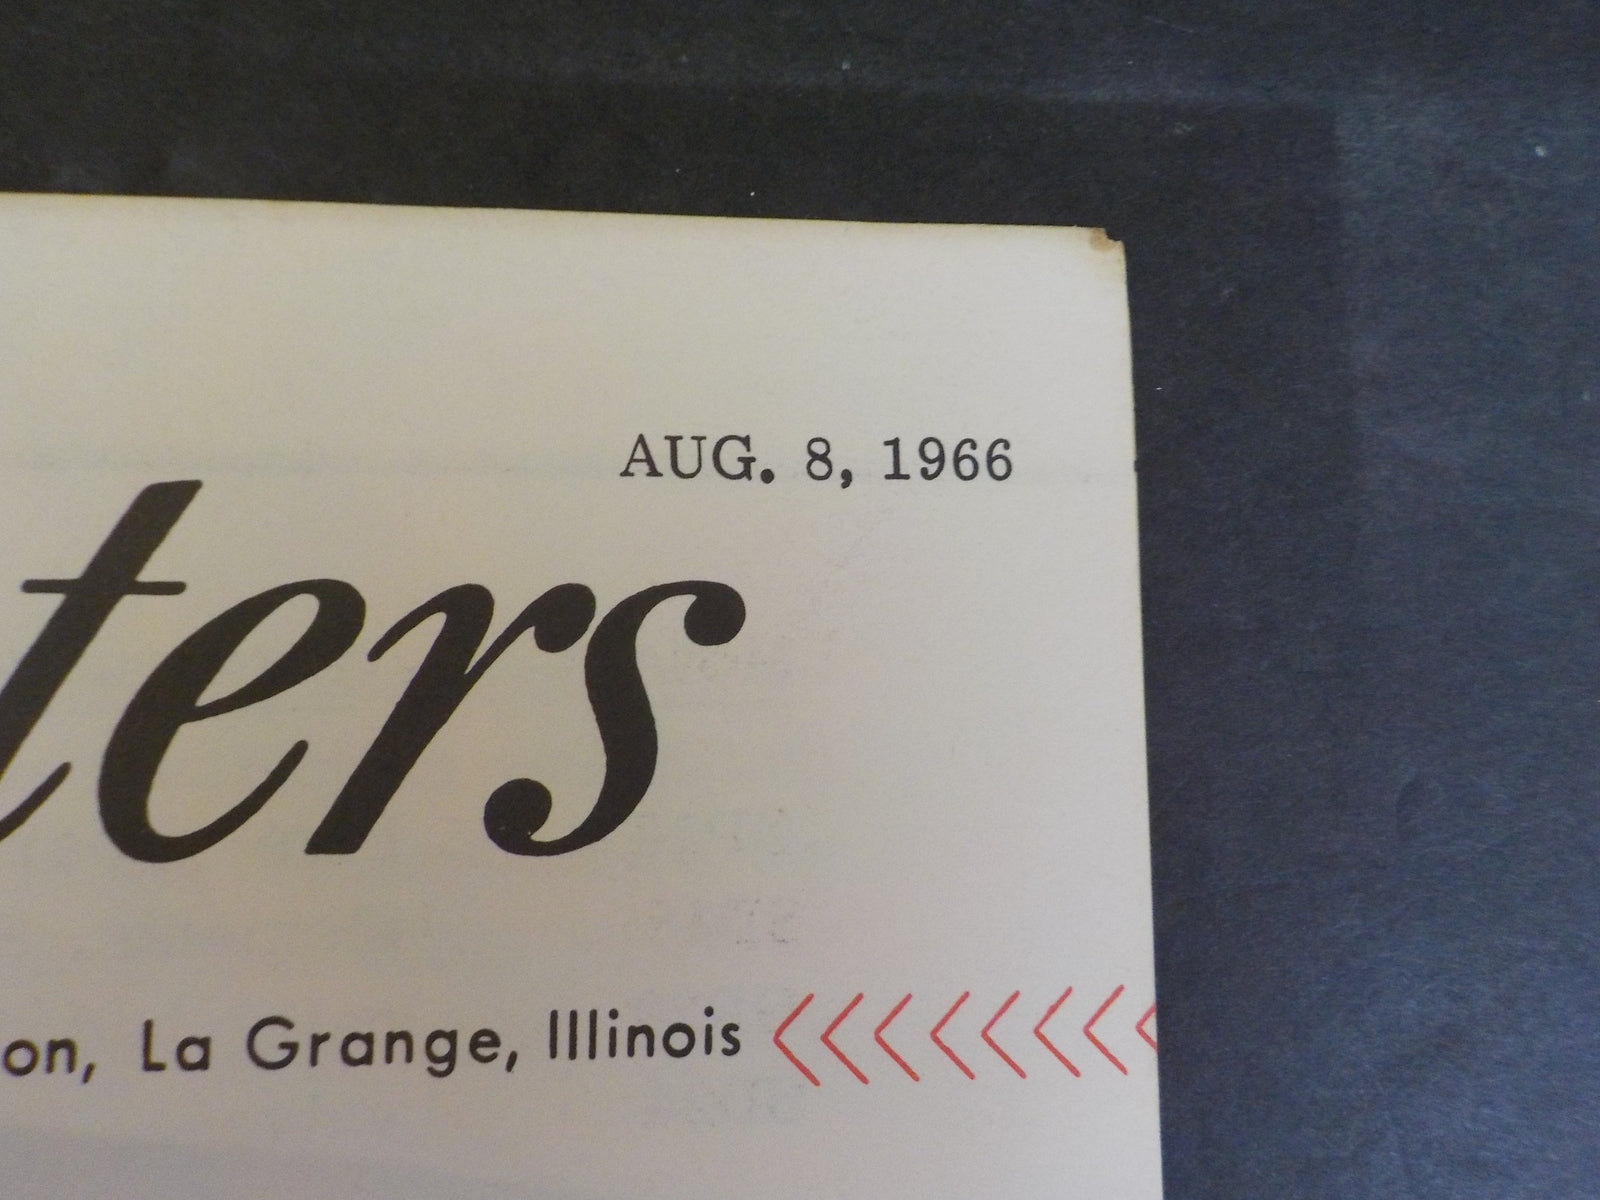 AUG. 8, 1966
ters
on, La Grange, Illinois